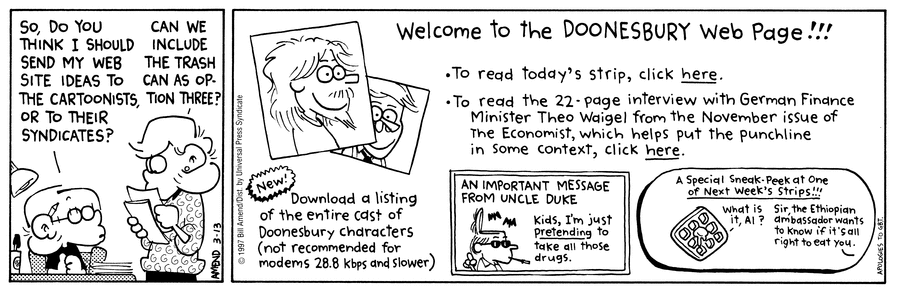 SO, DO YOU
THINK I SHOULD
SEND MY WEB
SITE IDEAS TO
THE CARTOONISTS,
OR TO THEIR
SYNDICATES?
CAN WE
INCLUDE
THE TRASH
CAN AS OP-
TION THREE?
AMEND 3-13
© 1997 Bill Amend/Dist. by Universal Press Syndicate
Welcome to the DOONESBURY Web Page!!!
•To read today's strip, click here.
•To read the 22-page interview with German Finance
Minister Theo Waigel from the November issue of
The Economist, which helps put the punchline
in some context, click here.
New!
Download a listing
of the entire cast of
Doonesbury characters
(not recommended for
modems 28.8 kbps and slower)
AN IMPORTANT MESSAGE
FROM UNCLE DUKE
Kids, I'm just
pretending to
take all those
drugs.
A Special Sneak-Peek at One
of Next Week's Strips!!!
What is
it, Al?
Sir, the Ethiopian
ambassador wants
to know if it's all
right to eat you.
APOLOGIES TO GBT.